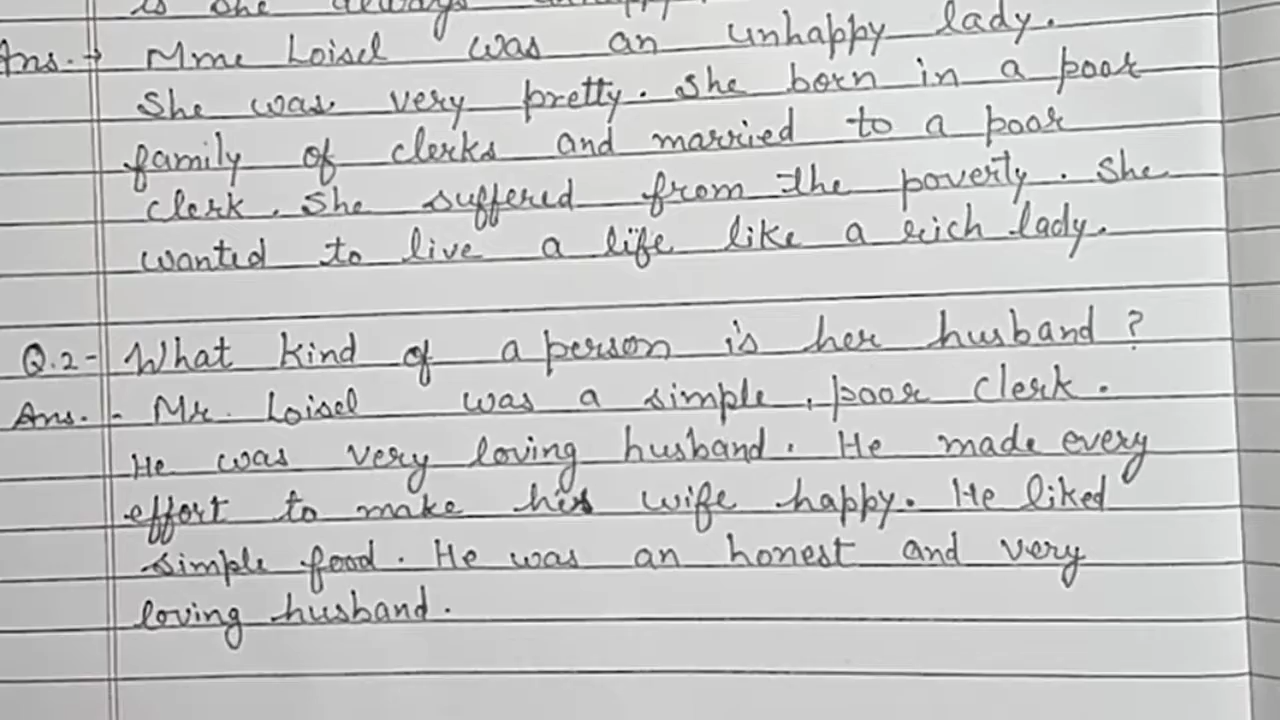 is she always unhappy
Ans. → Mme Loisel was an unhappy lady.
She was very pretty. She born in a poor
family of clerks and married to a poor
clerk. She suffered from the poverty. She
wanted to live a life like a rich lady.
Q.2- What kind of a person is her husband?
Ans. - Mr. Loisel was a simple, poor clerk.
He was very loving husband. He made every
effort to make his wife happy. He liked
simple food. He was an honest and very
loving husband.